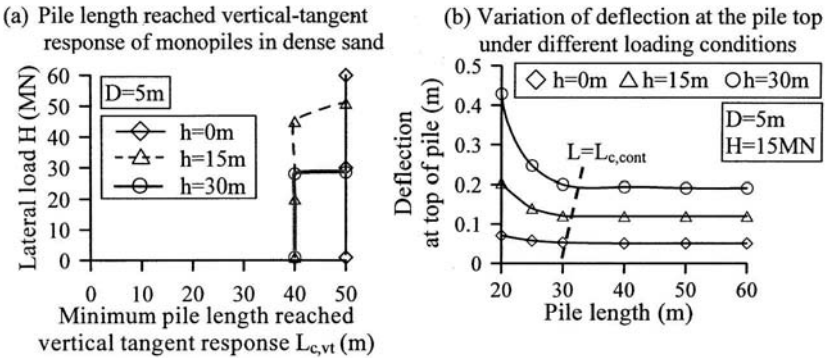 (a) Pile length reached vertical-tangent
response of monopiles in dense sand
Lateral load H (MN)
60
50
40
30
20
10
0
D=5m
h=0m
h=15m
h=30m
0 10 20 30 40 50
Minimum pile length reached
vertical tangent response Lc,vt (m)
(b) Variation of deflection at the pile top
under different loading conditions
Deflection
at top of pile (m)
0.5
0.4
0.3
0.2
0.1
0
h=0m h=15m h=30m
D=5m
H=15MN
L=Lc,cont
20 30 40 50 60
Pile length (m)